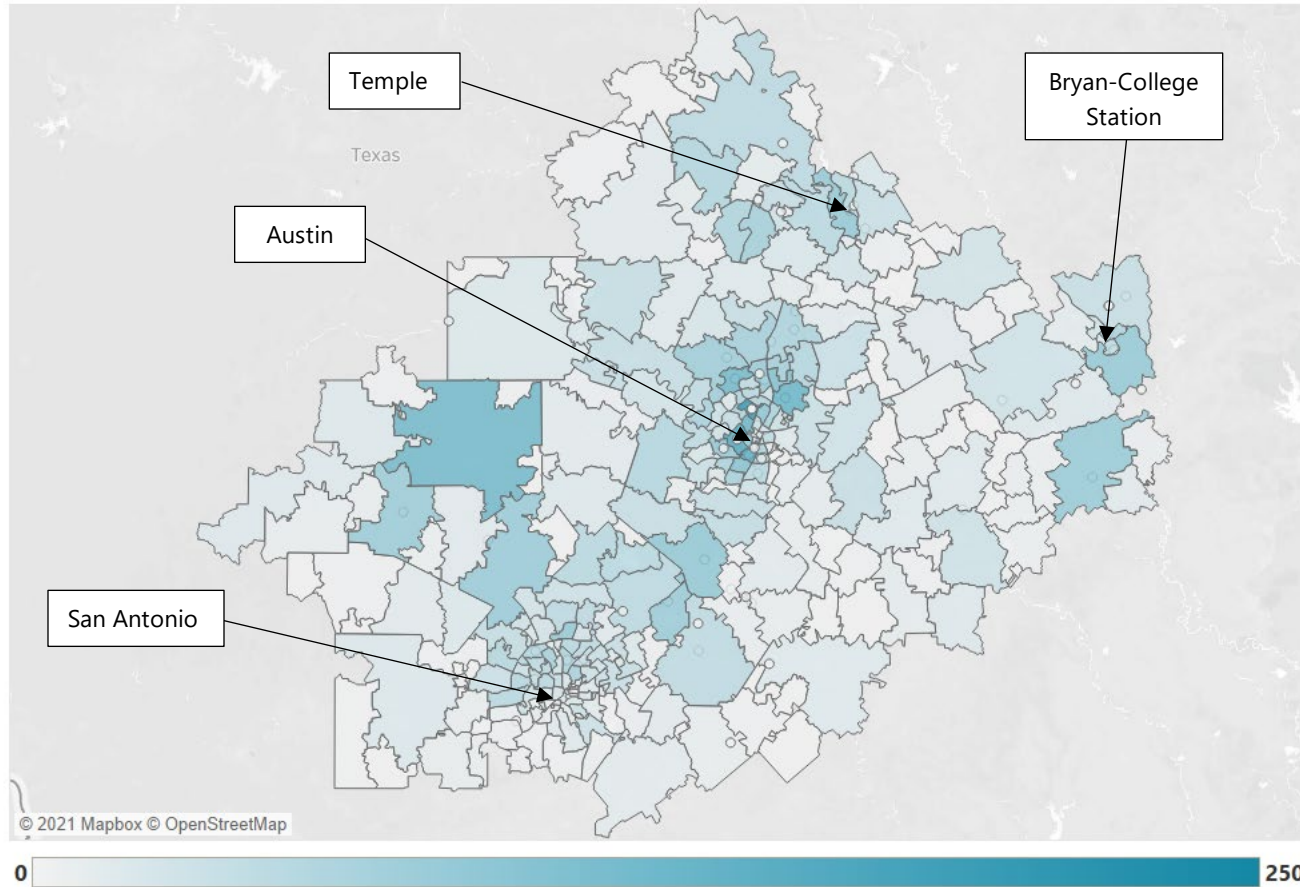 Temple
Bryan-College
Station
Texas
Austin
San Antonio
© 2021 Mapbox © OpenStreetMap
0
250